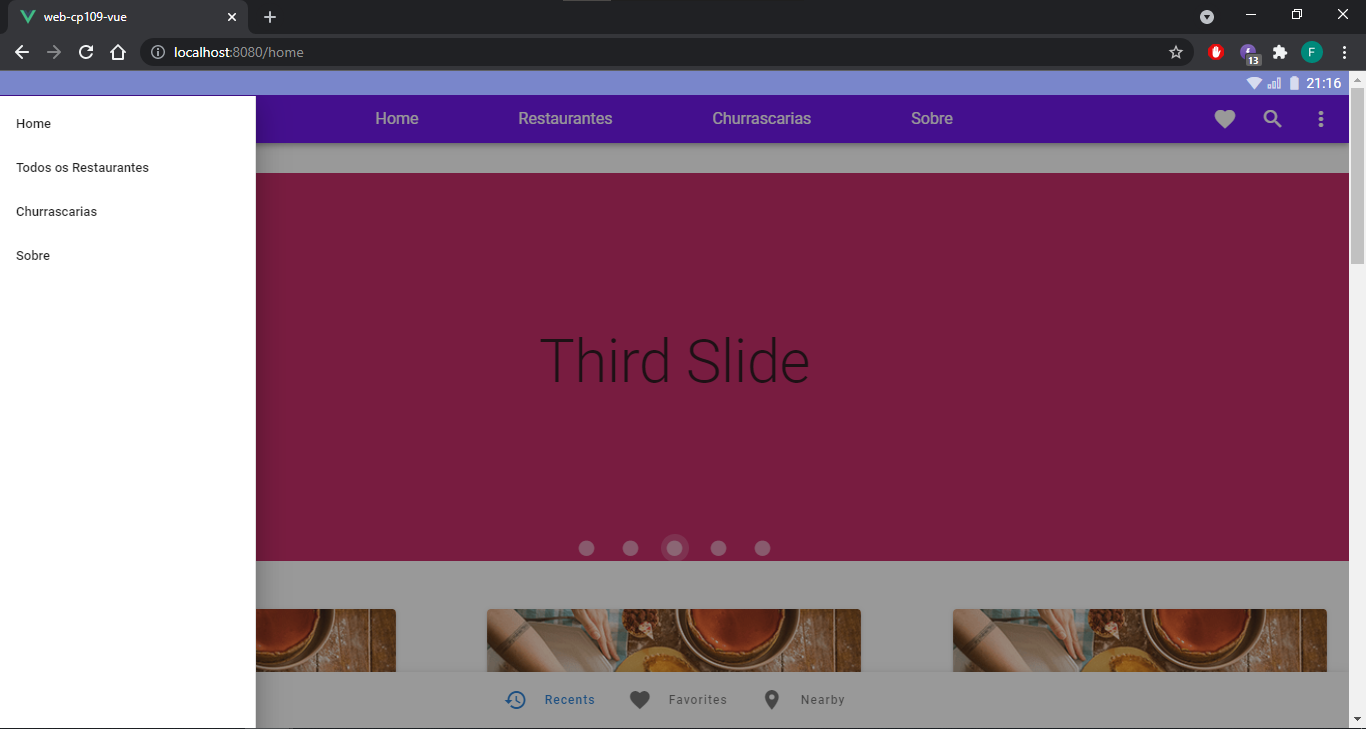 web-cp109-vue
localhost:8080/home
F
13
21:16
Home
Todos os Restaurantes
Churrascarias
Sobre
Home Restaurantes Churrascarias Sobre
Third Slide
Recents Favorites Nearby